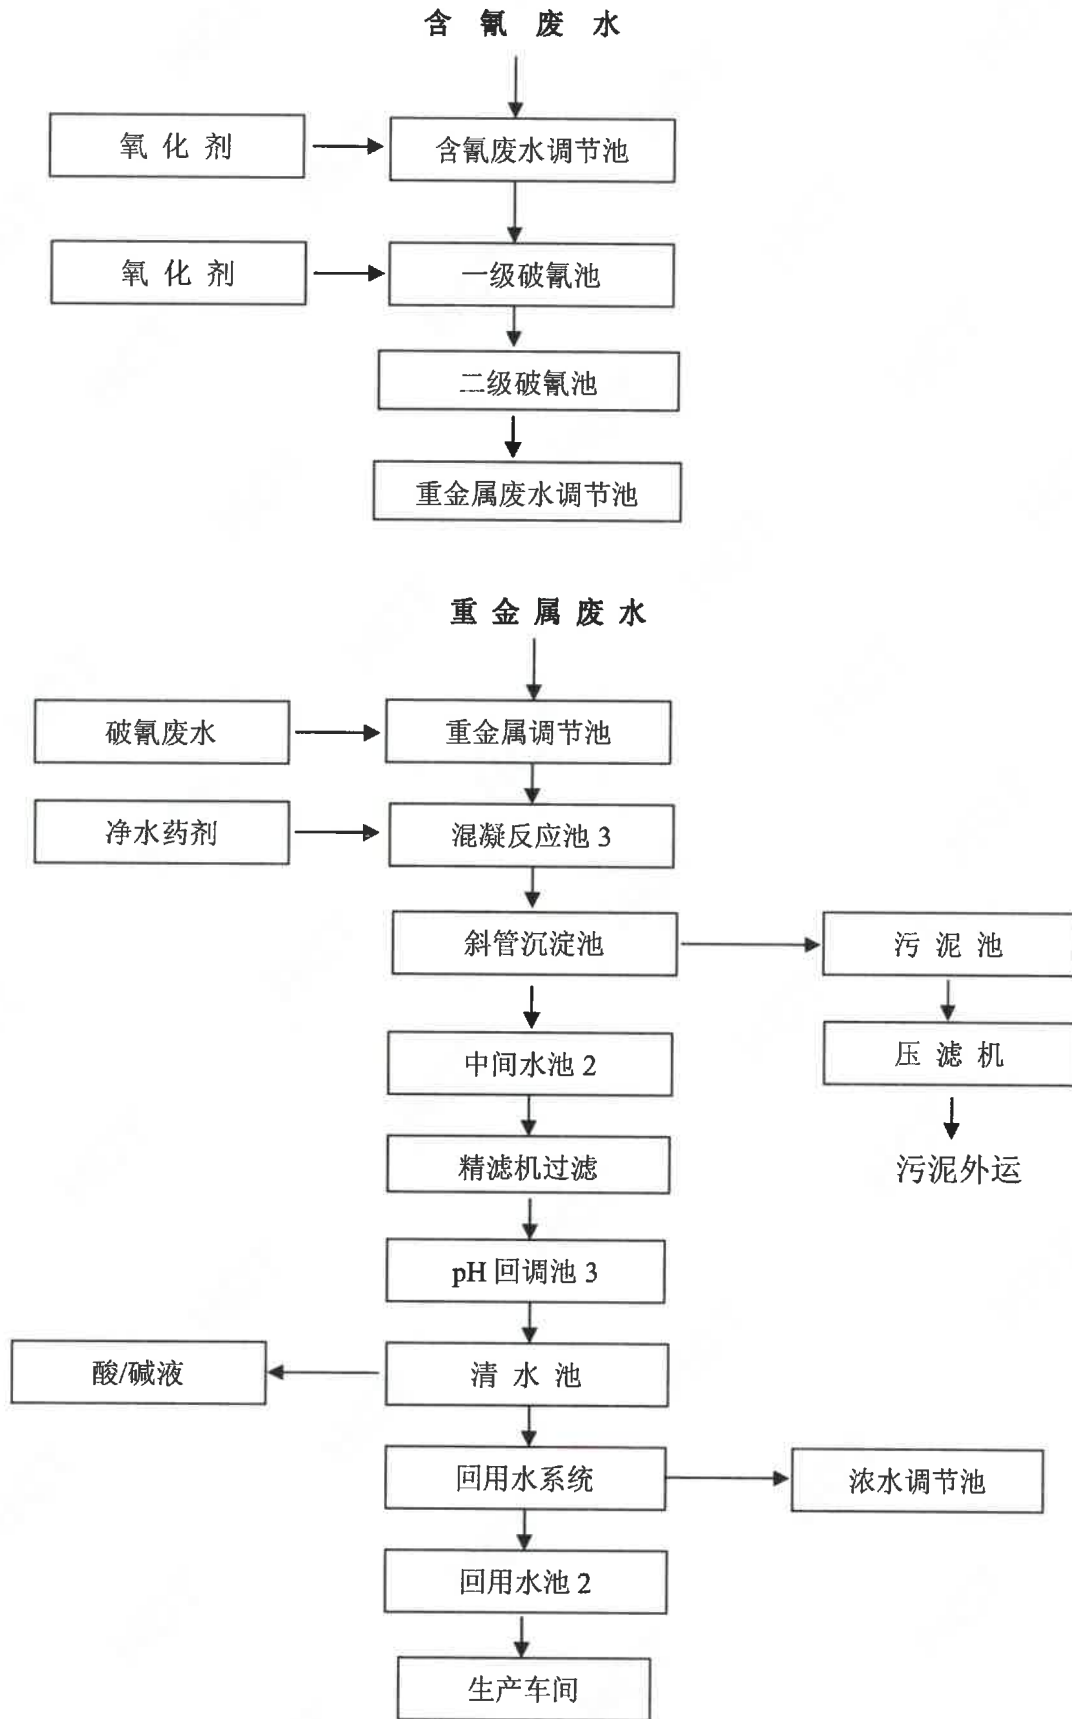 含 氰 废 水
氧 化 剂
含氰废水调节池
氧 化 剂
一级破氰池
二级破氰池
重金属废水调节池
重 金 属 废 水
破氰废水
重金属调节池
净水药剂
混凝反应池 3
斜管沉淀池
污 泥 池
中间水池 2
压 滤 机
精滤机过滤
污泥外运
pH 回调池 3
酸/碱液
清 水 池
回用水系统
浓水调节池
回用水池 2
生产车间